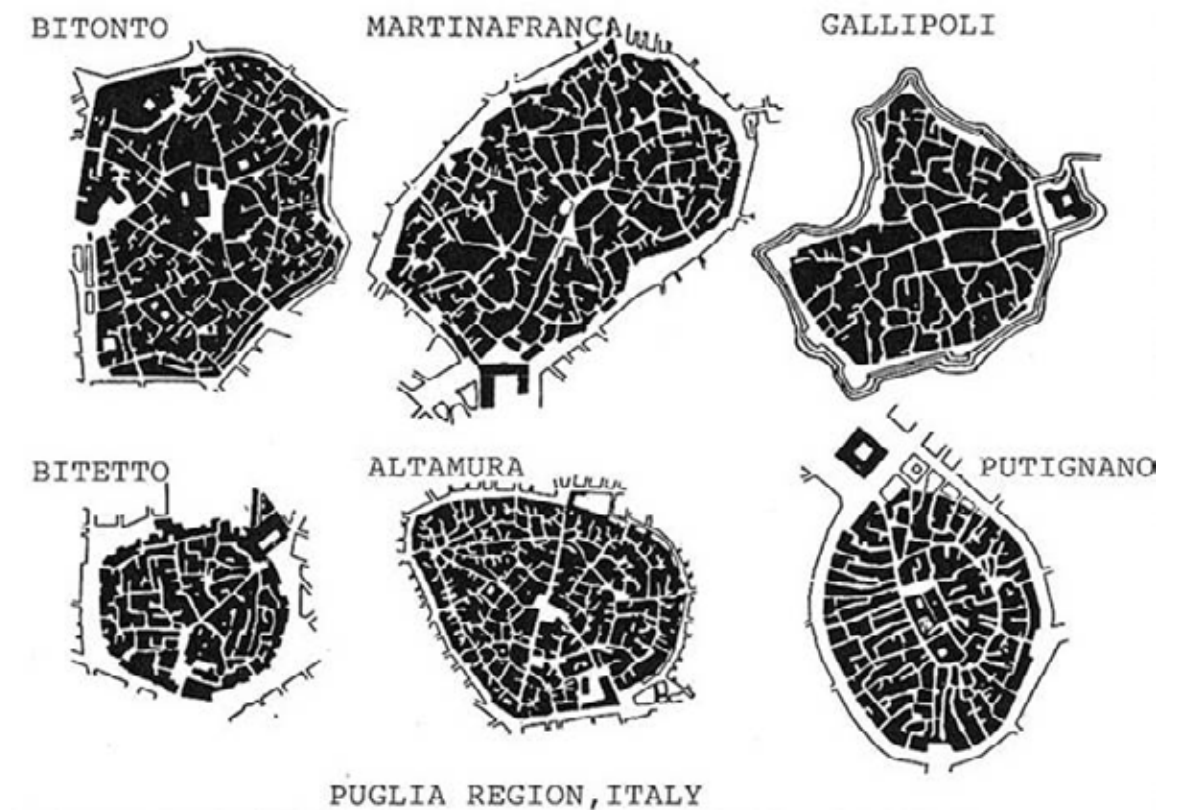 BITONTO
MARTINAFRANCA
GALLIPOLI
BITETTO
ALTAMURA
PUTIGNANO
PUGLIA REGION,ITALY